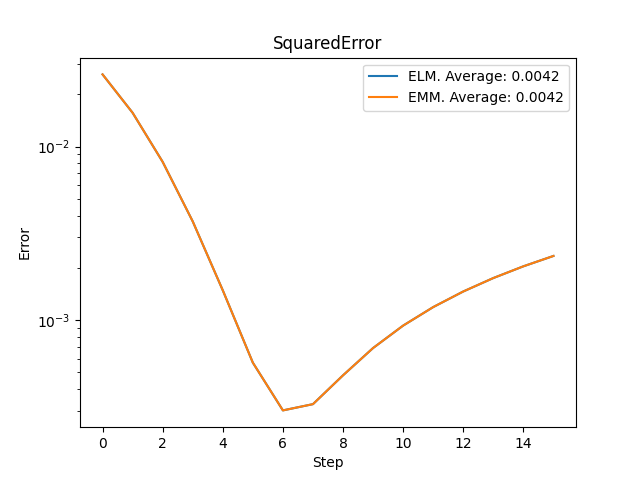 SquaredError
ELM. Average: 0.0042
EMM. Average: 0.0042
Error
10⁻²
10⁻³
0 2 4 6 8 10 12 14
Step